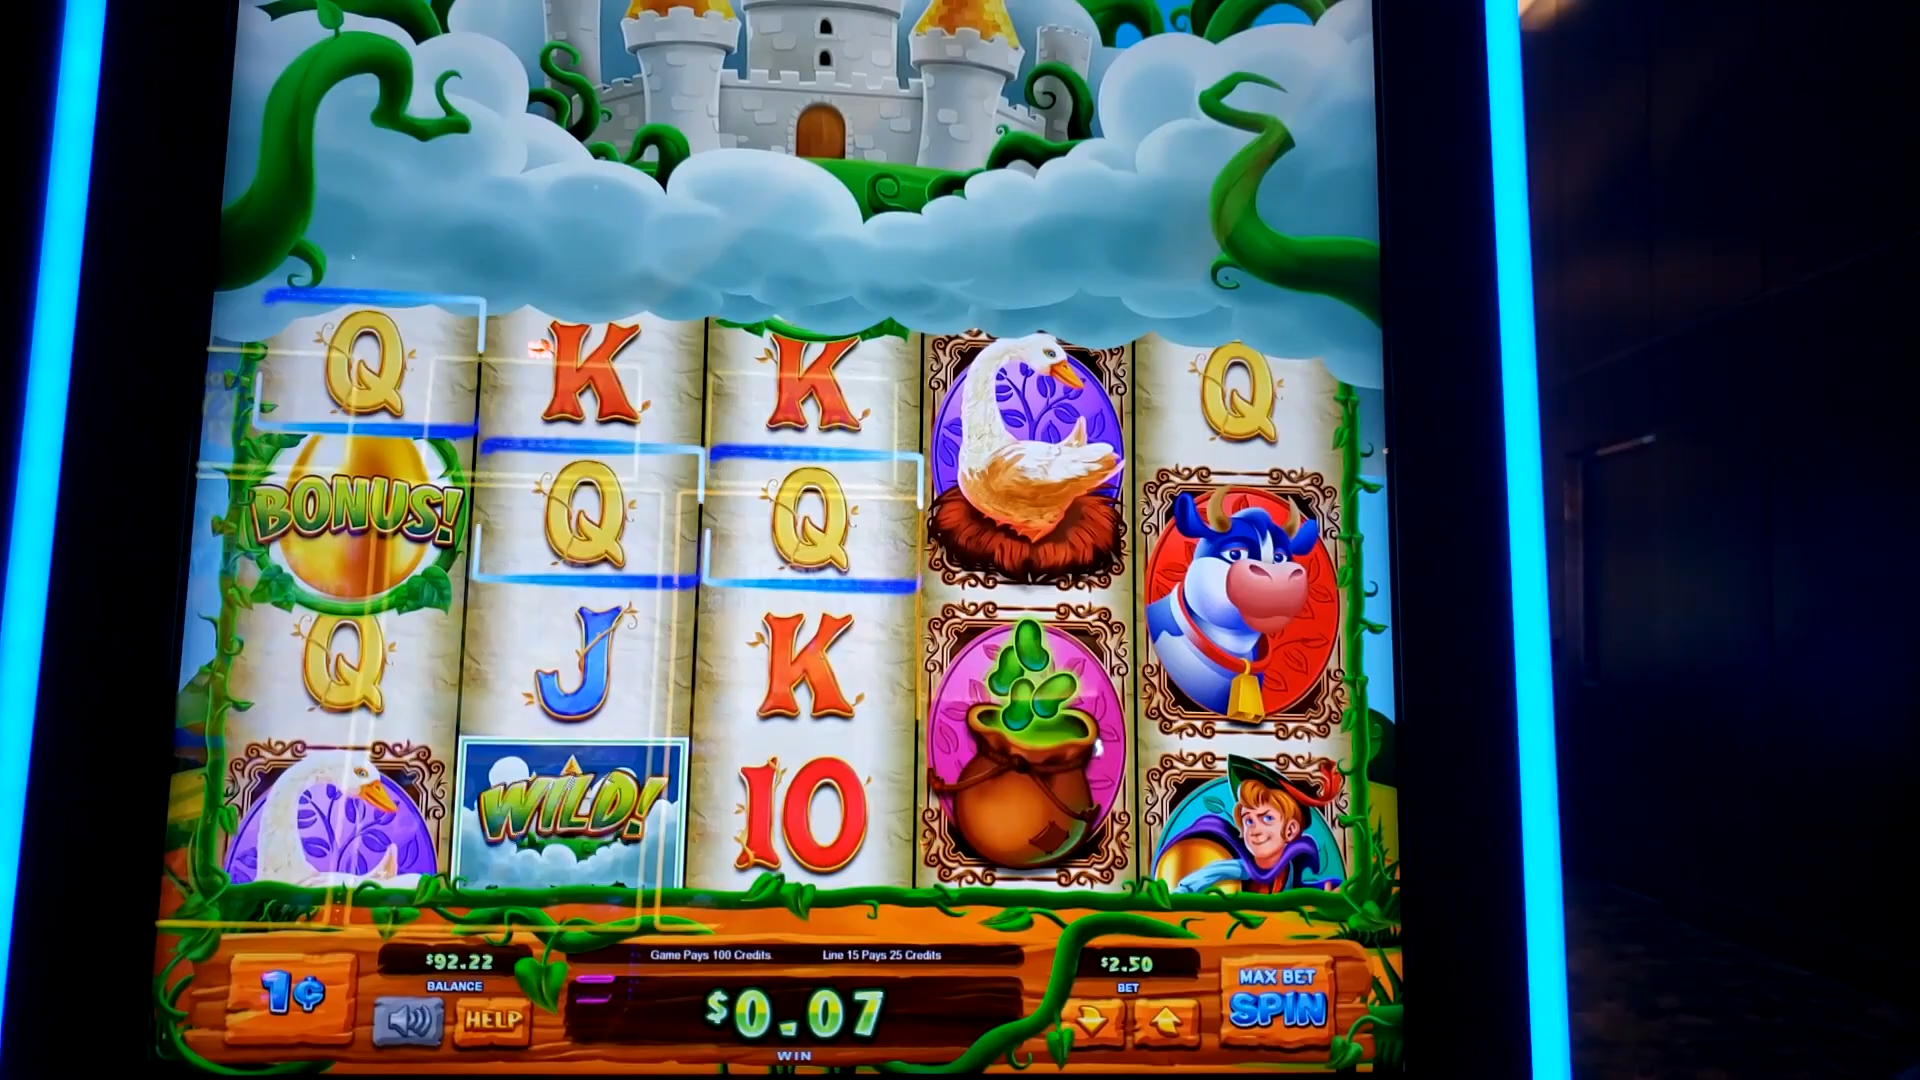 Q K K Q
BONUS! Q Q
Q J K
WILD! 10
$92.22 Game Pays 100 Credits. Line 15 Pays 25 Credits $2.50
1¢ BALANCE $0.07 BET MAX BET
HELP SPIN
WIN